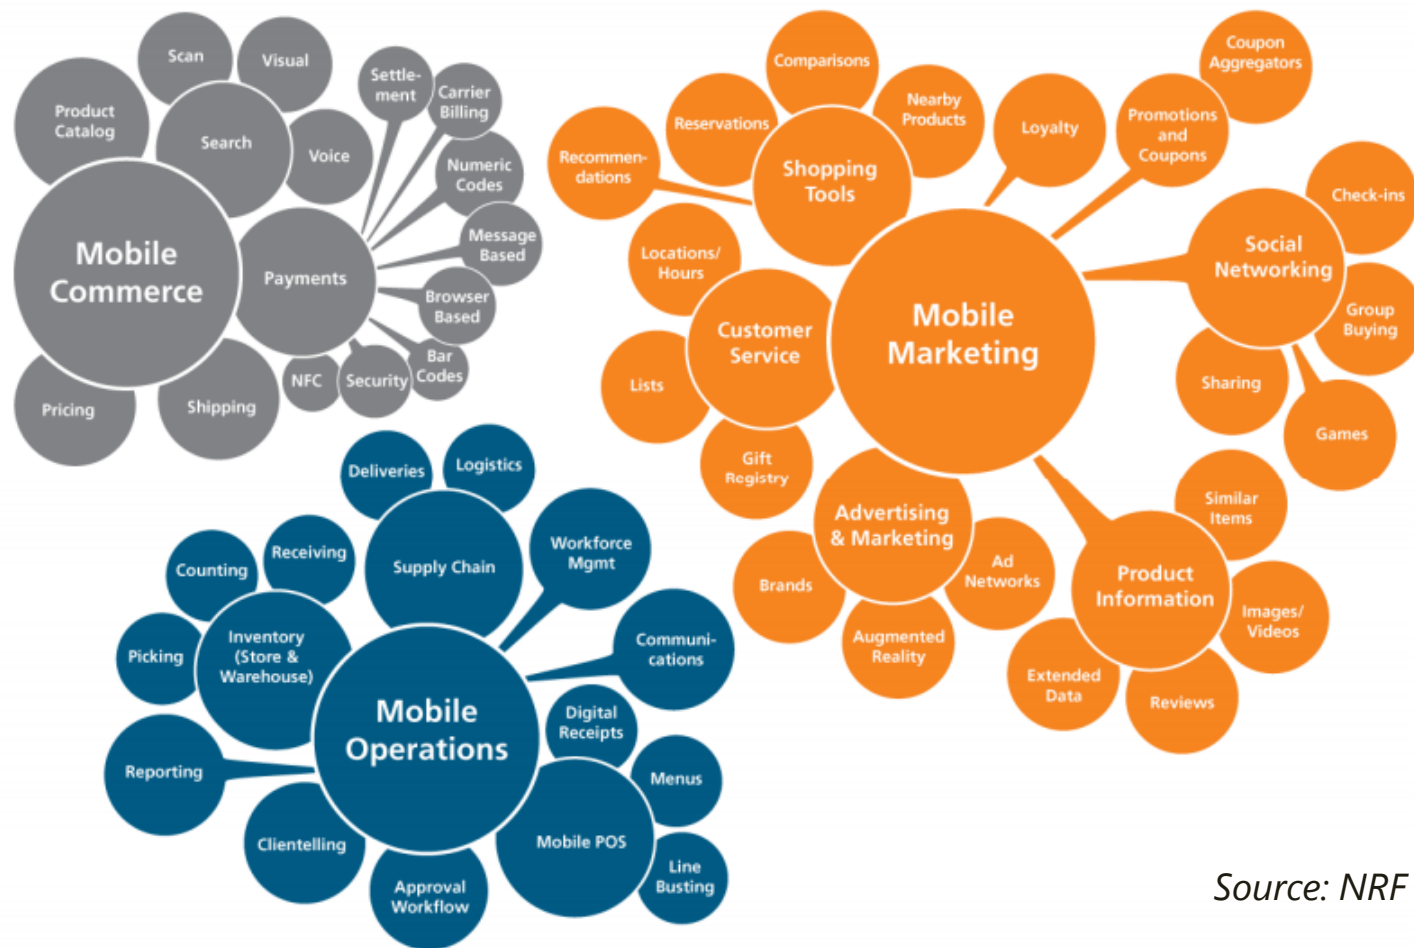 Scan
Visual
Product
Catalog
Search
Voice
Settle-
ment
Carrier
Billing
Numeric
Codes
Message
Based
Browser
Based
Bar
Codes
Security
NFC
Payments
Mobile
Commerce
Pricing
Shipping
Comparisons
Coupon
Aggregators
Reservations
Nearby
Products
Loyalty
Promotions
and
Coupons
Recommen-
dations
Shopping
Tools
Check-ins
Locations/
Hours
Social
Networking
Group
Buying
Customer
Service
Mobile
Marketing
Lists
Sharing
Games
Gift
Registry
Similar
Items
Advertising
& Marketing
Brands
Ad
Networks
Augmented
Reality
Product
Information
Images/
Videos
Extended
Data
Reviews
Deliveries
Logistics
Supply Chain
Workforce
Mgmt
Receiving
Counting
Picking
Inventory
(Store &
Warehouse)
Communi-
cations
Mobile
Operations
Digital
Receipts
Menus
Reporting
Clientelling
Mobile POS
Line
Busting
Approval
Workflow
Source: NRF